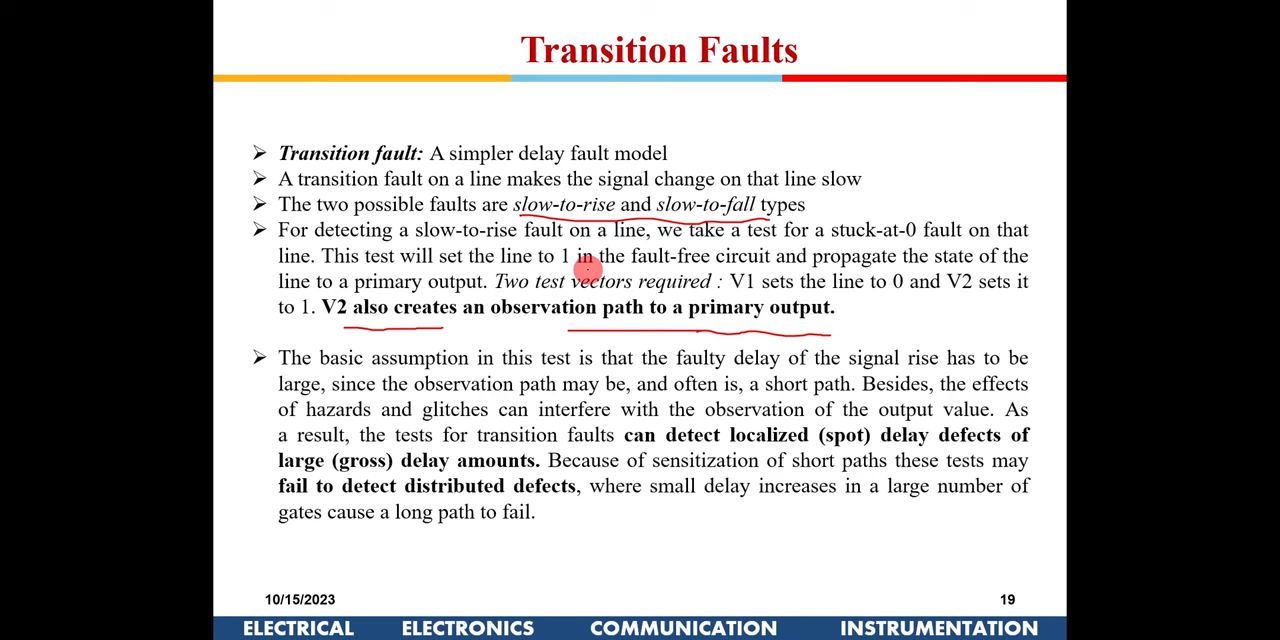 Transition Faults
➢ Transition fault: A simpler delay fault model
➢ A transition fault on a line makes the signal change on that line slow
➢ The two possible faults are slow-to-rise and slow-to-fall types
➢ For detecting a slow-to-rise fault on a line, we take a test for a stuck-at-0 fault on that
line. This test will set the line to 1 in the fault-free circuit and propagate the state of the
line to a primary output. Two test vectors required : V1 sets the line to 0 and V2 sets it
to 1. V2 also creates an observation path to a primary output.
➢ The basic assumption in this test is that the faulty delay of the signal rise has to be
large, since the observation path may be, and often is, a short path. Besides, the effects
of hazards and glitches can interfere with the observation of the output value. As
a result, the tests for transition faults can detect localized (spot) delay defects of
large (gross) delay amounts. Because of sensitization of short paths these tests may
fail to detect distributed defects, where small delay increases in a large number of
gates cause a long path to fail.
10/15/2023 19
ELECTRICAL ELECTRONICS COMMUNICATION INSTRUMENTATION